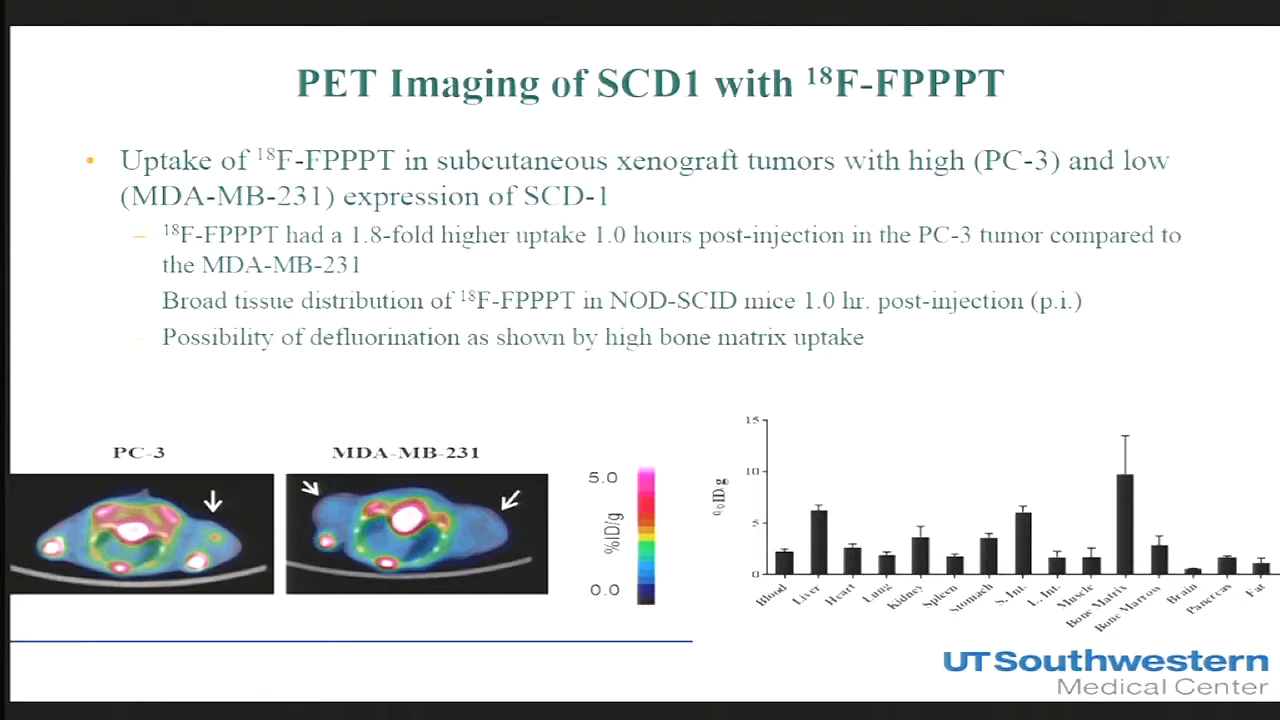 PET Imaging of SCD1 with ¹⁸F-FPPPT
• Uptake of ¹⁸F-FPPPT in subcutaneous xenograft tumors with high (PC-3) and low
(MDA-MB-231) expression of SCD-1
– ¹⁸F-FPPPT had a 1.8-fold higher uptake 1.0 hours post-injection in the PC-3 tumor compared to
the MDA-MB-231
Broad tissue distribution of ¹⁸F-FPPPT in NOD-SCID mice 1.0 hr. post-injection (p.i.)
– Possibility of defluorination as shown by high bone matrix uptake
PC-3
MDA-MB-231
5.0
%ID/g
0.0
15
10
5
0
%ID/g
Blood
Liver
Heart
Lung
Kidney
Spleen
Stomach
S. Int.
L. Int.
Muscle
Bone Matrix
Bone Marrow
Brain
Pancreas
Fat
UTSouthwestern
Medical Center